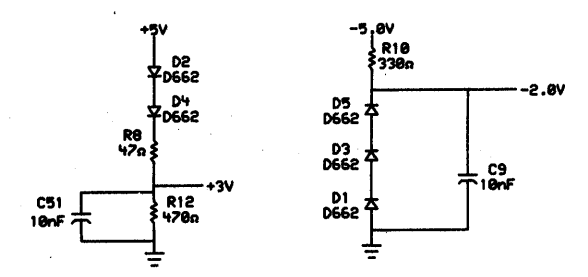 +5V
D2
D662
D4
D662
R8
47Ω
+3V
C51
10nF
R12
470Ω
-5.0V
R10
330Ω
-2.0V
D5
D662
D3
D662
C9
10nF
D1
D662